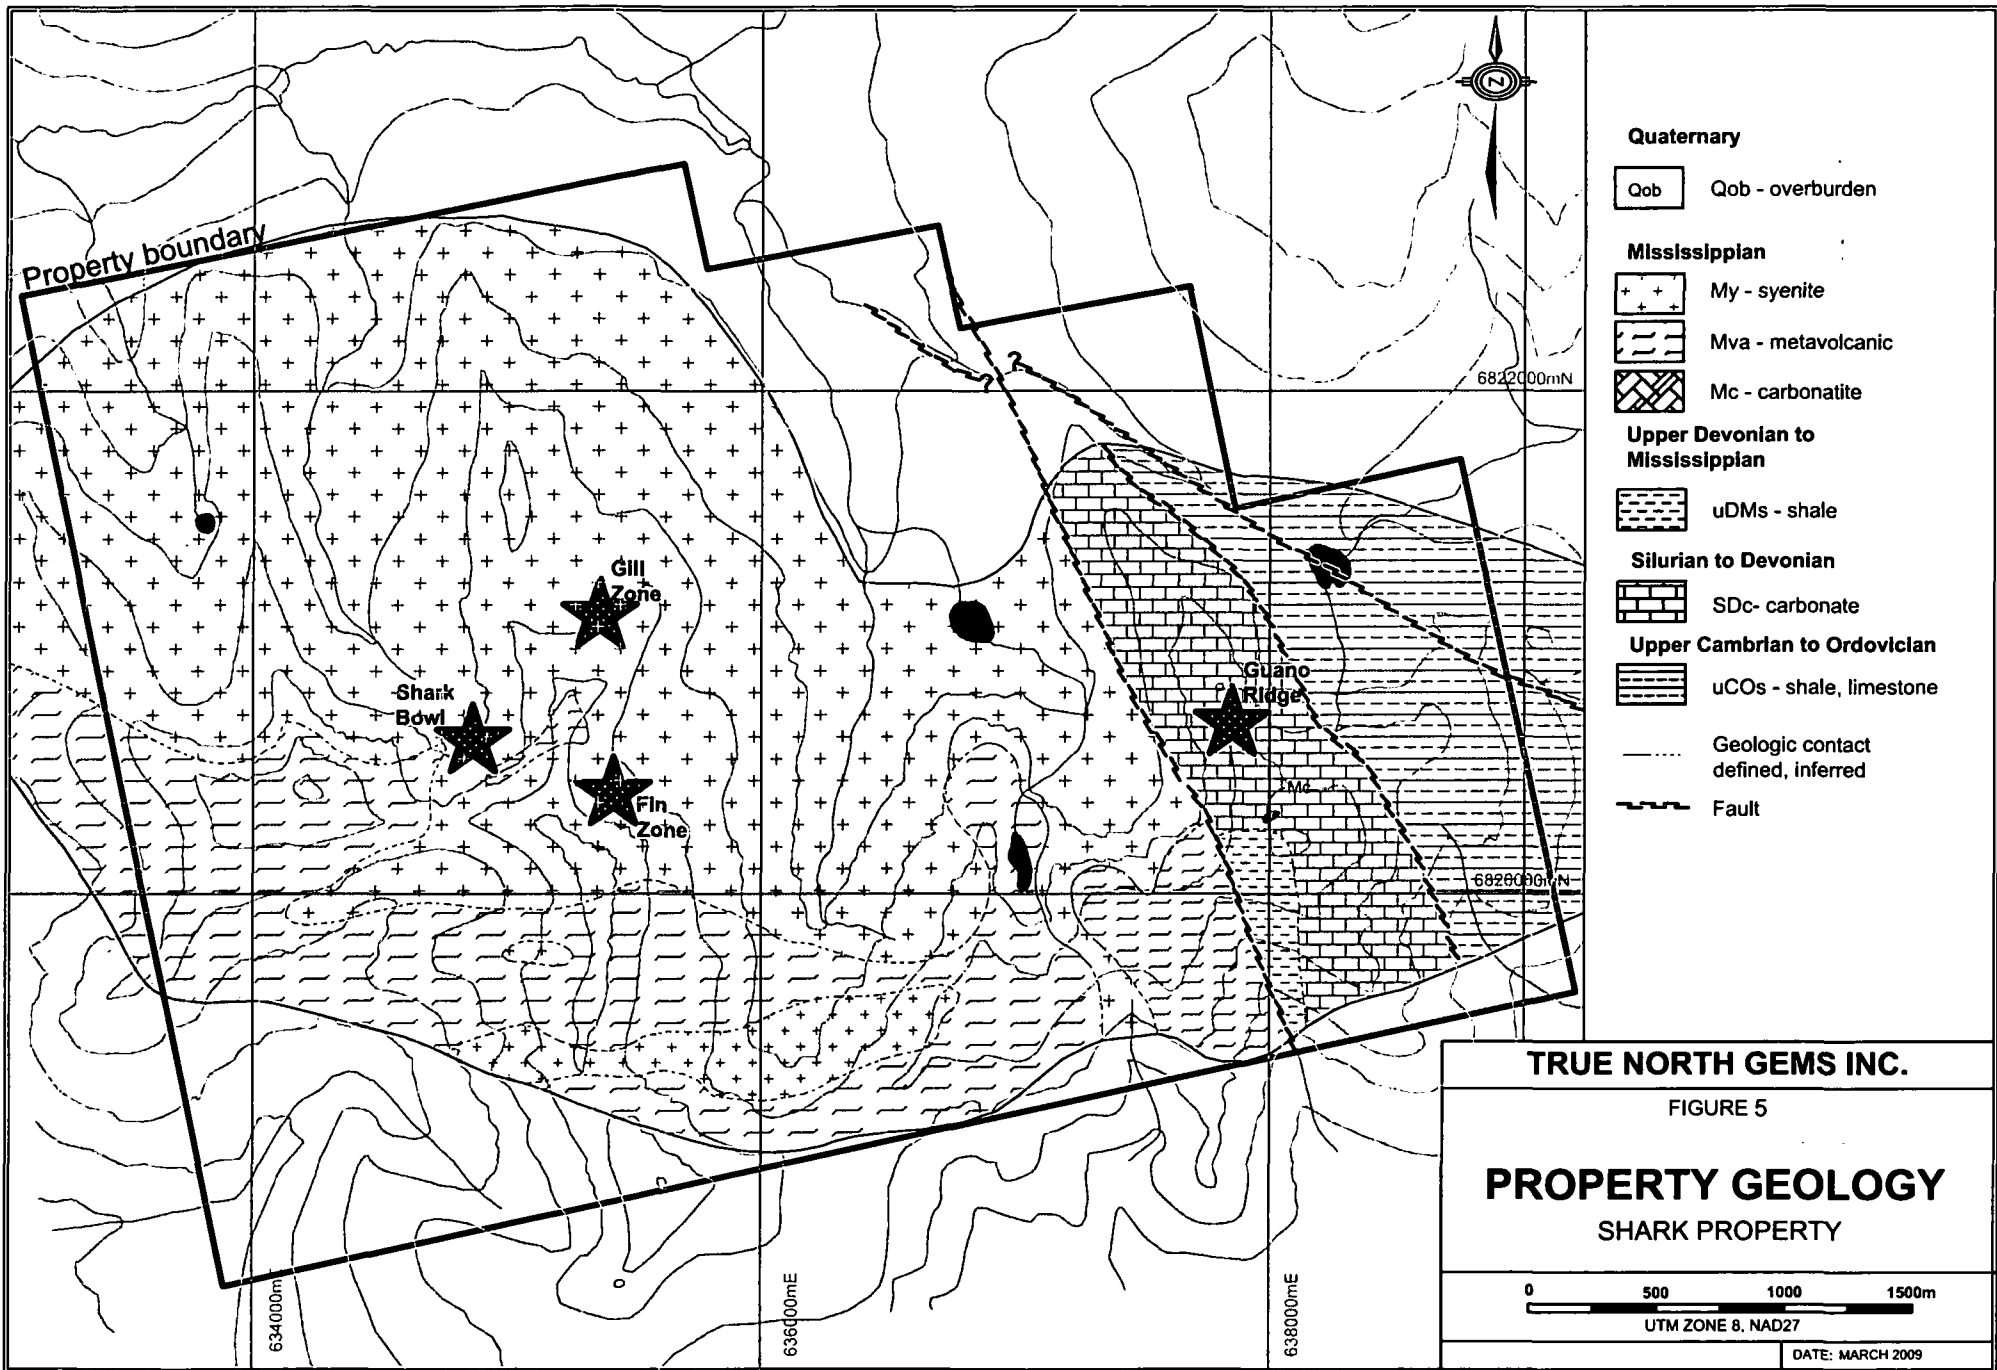 Property boundary
Gill
Zone
Shark
Bowl
Fin
Zone
Guano
Ridge
Mc
?
?
6822000mN
6820000mN
634000mE
636000mE
638000mE
N
Quaternary
Qob
Qob - overburden
Mississippian
My - syenite
Mva - metavolcanic
Mc - carbonatite
Upper Devonian to
Mississippian
uDMs - shale
Silurian to Devonian
SDc- carbonate
Upper Cambrian to Ordovician
uCOs - shale, limestone
Geologic contact
defined, inferred
Fault
TRUE NORTH GEMS INC.
FIGURE 5
PROPERTY GEOLOGY
SHARK PROPERTY
0 500 1000 1500m
UTM ZONE 8, NAD27
DATE: MARCH 2009